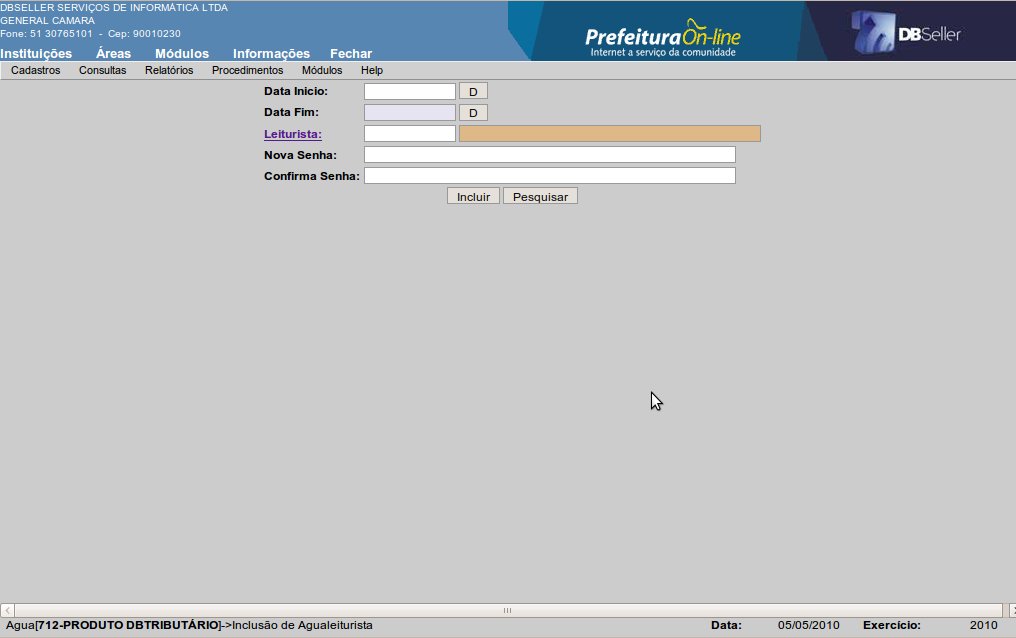 DBSELLER SERVIÇOS DE INFORMÁTICA LTDA
GENERAL CAMARA
Fone: 51 30765101 - Cep: 90010230
Instituições Áreas Módulos Informações Fechar
PrefeituraOn-line
Internet a serviço da comunidade
DBSeller
Cadastros Consultas Relatórios Procedimentos Módulos Help
Data Inicio: D
Data Fim: D
Leiturista:
Nova Senha:
Confirma Senha:
Incluir Pesquisar
Agua[712-PRODUTO DBTRIBUTÁRIO]->Inclusão de Agualeiturista Data: 05/05/2010 Exercício: 2010